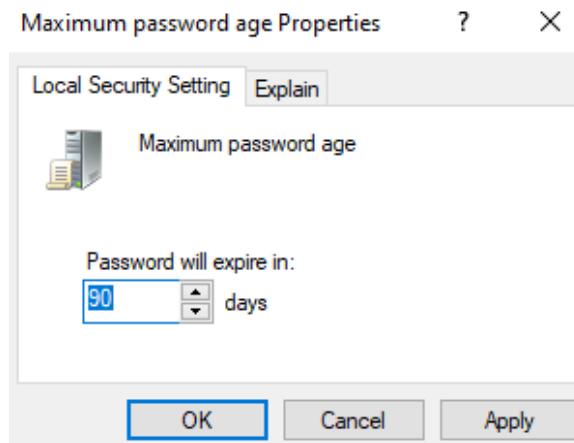 Maximum password age Properties ? ✕
Local Security Setting Explain
Maximum password age
Password will expire in:
90 days
OK Cancel Apply